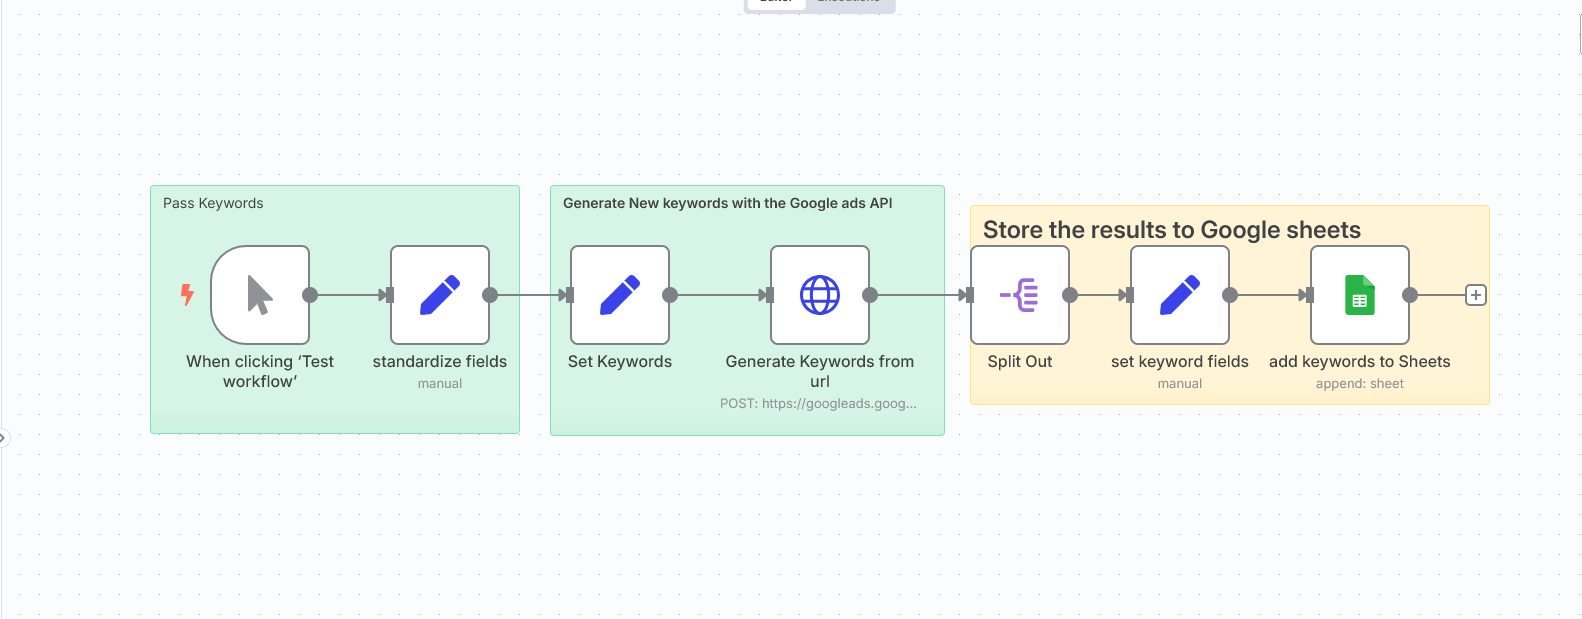 Editor
Executions
Pass Keywords
When clicking ‘Test
workflow’
standardize fields
manual
Generate New keywords with the Google ads API
Set Keywords
Generate Keywords from
url
POST: https://googleads.goog...
Store the results to Google sheets
Split Out
set keyword fields
manual
add keywords to Sheets
append: sheet